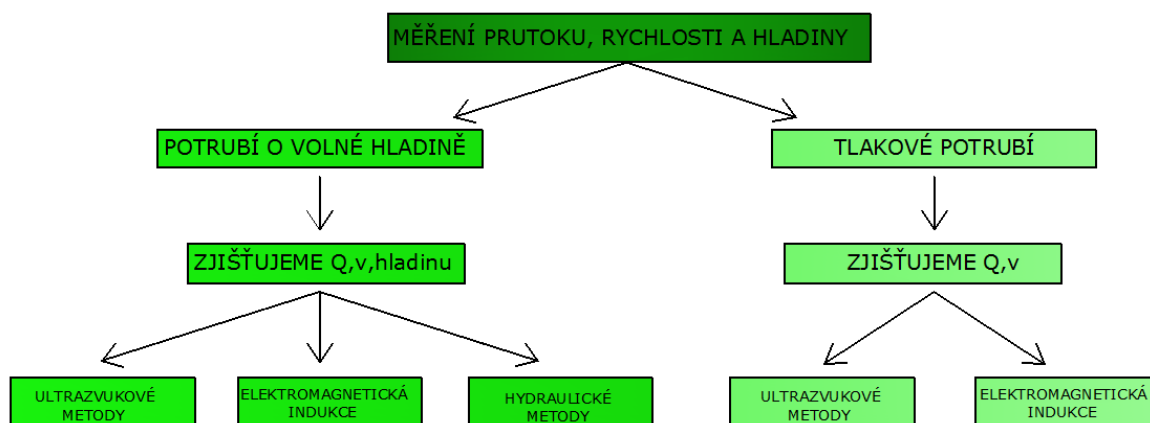 MĚŘENÍ PRUTOKU, RYCHLOSTI A HLADINY
POTRUBÍ O VOLNÉ HLADINĚ
TLAKOVÉ POTRUBÍ
ZJIŠŤUJEME Q,v,hladinu
ZJIŠŤUJEME Q,v
ULTRAZVUKOVÉ
METODY
ELEKTROMAGNETICKÁ
INDUKCE
HYDRAULICKÉ
METODY
ULTRAZVUKOVÉ
METODY
ELEKTROMAGNETICKÁ
INDUKCE